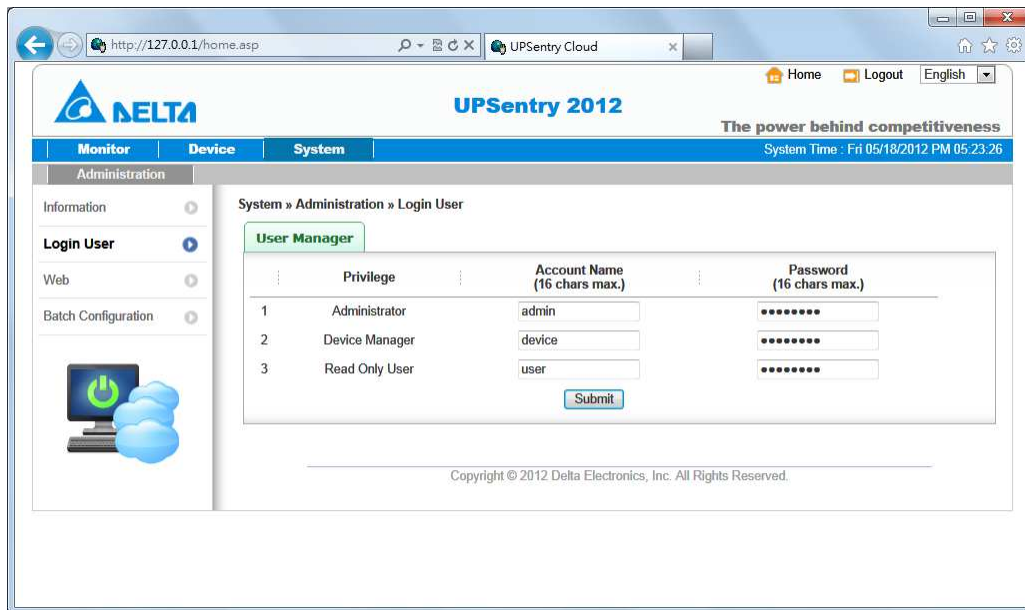 http://127.0.0.1/home.asp
UPSentry Cloud
Home Logout English
DELTA
UPSentry 2012
The power behind competitiveness
Monitor Device System System Time : Fri 05/18/2012 PM 05:23:26
Administration
Information
Login User
Web
Batch Configuration
System » Administration » Login User
User Manager
Privilege Account Name Password
(16 chars max.) (16 chars max.)
1 Administrator admin ●●●●●●●●
2 Device Manager device ●●●●●●●●
3 Read Only User user ●●●●●●●●
Submit
Copyright © 2012 Delta Electronics, Inc. All Rights Reserved.